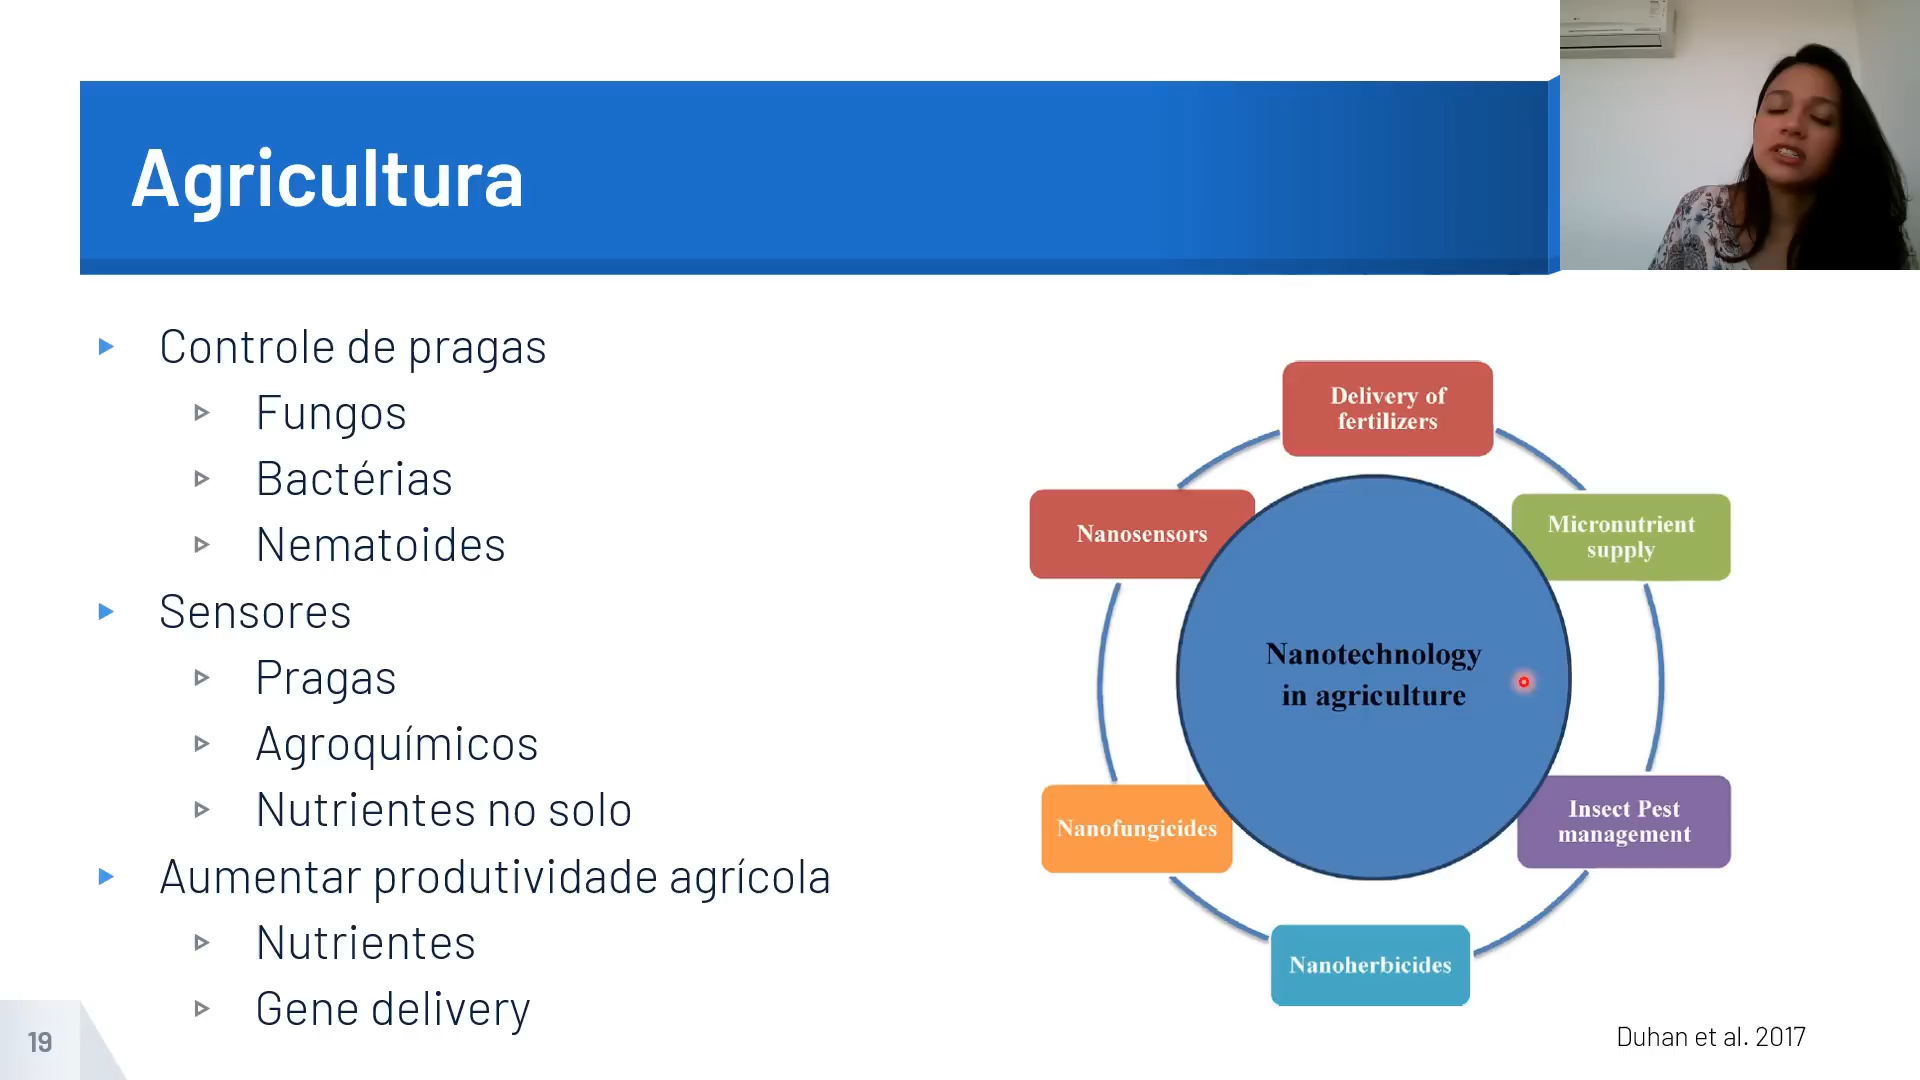 Agricultura
Controle de pragas
Fungos
Bactérias
Nematoides
Sensores
Pragas
Agroquímicos
Nutrientes no solo
Aumentar produtividade agrícola
Nutrientes
Gene delivery
Delivery of
fertilizers
Nanosensors
Micronutrient
supply
Nanotechnology
in agriculture
Nanofungicides
Insect Pest
management
Nanoherbicides
19
Duhan et al. 2017